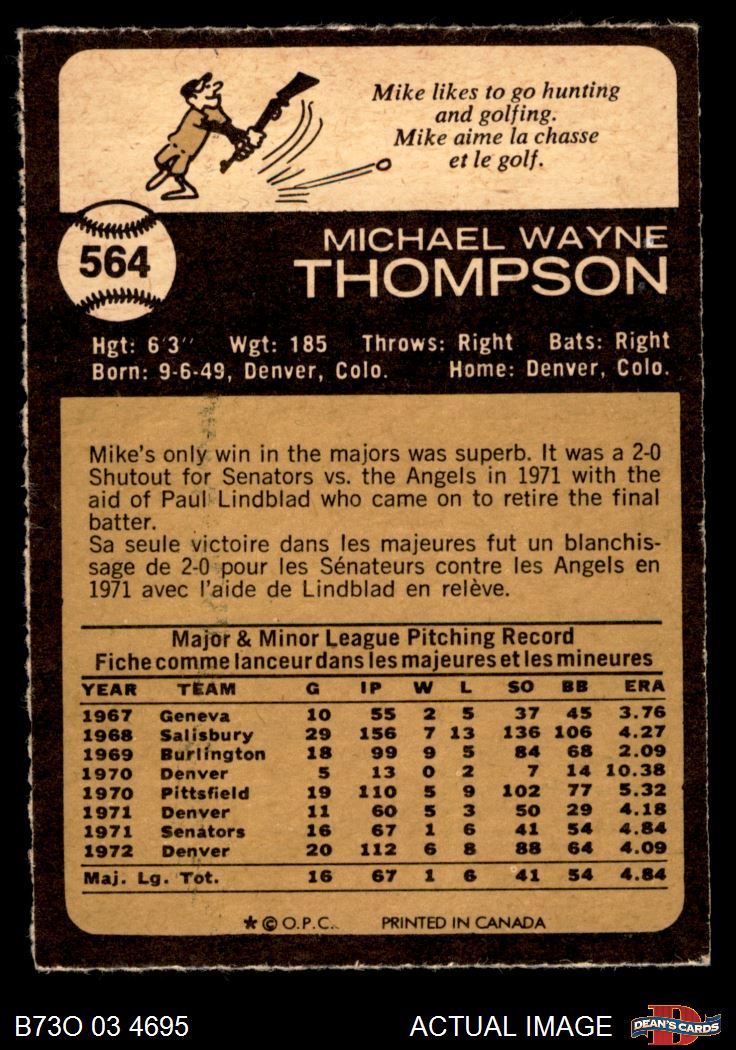 Mike likes to go hunting
and golfing.
Mike aime la chasse
et le golf.
564
MICHAEL WAYNE
THOMPSON
Hgt: 6'3'' Wgt: 185 Throws: Right Bats: Right
Born: 9-6-49, Denver, Colo. Home: Denver, Colo.
Mike's only win in the majors was superb. It was a 2-0
Shutout for Senators vs. the Angels in 1971 with the
aid of Paul Lindblad who came on to retire the final
batter.
Sa seule victoire dans les majeures fut un blanchis-
sage de 2-0 pour les Sénateurs contre les Angels en
1971 avec l'aide de Lindblad en relève.
Major & Minor League Pitching Record
Fiche comme lanceur dans les majeures et les mineures
YEAR TEAM G IP W L SO BB ERA
1967 Geneva 10 55 2 5 37 45 3.76
1968 Salisbury 29 156 7 13 136 106 4.27
1969 Burlington 18 99 9 5 84 68 2.09
1970 Denver 5 13 0 2 7 14 10.38
1970 Pittsfield 19 110 5 9 102 77 5.32
1971 Denver 11 60 5 3 50 29 4.18
1971 Senators 16 67 1 6 41 54 4.84
1972 Denver 20 112 6 8 88 64 4.09
Maj. Lg. Tot. 16 67 1 6 41 54 4.84
★ © O.P.C. PRINTED IN CANADA
B73O 03 4695 ACTUAL IMAGE D DEAN'S CARDS